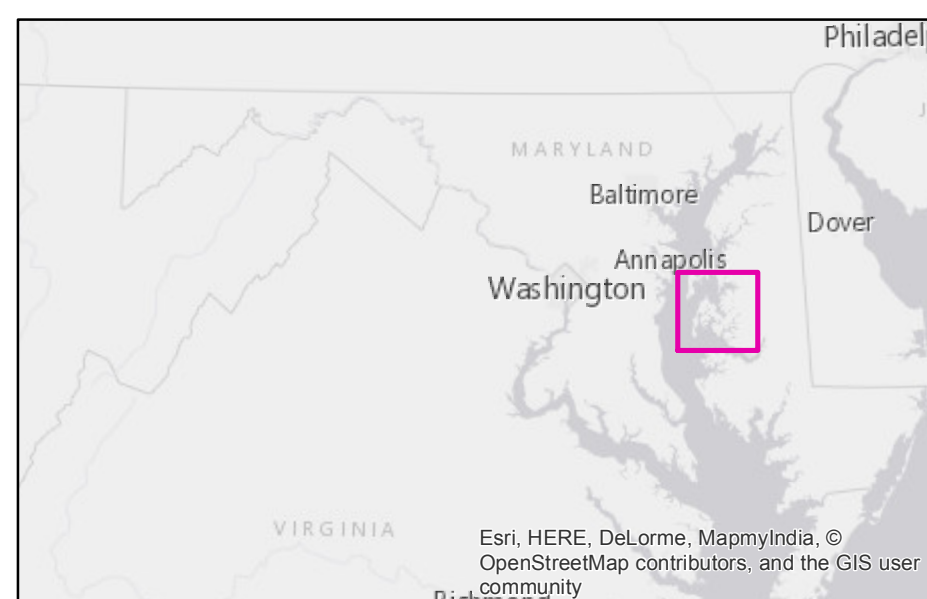 Philadel
MARYLAND
Baltimore
Dover
Annapolis
Washington
VIRGINIA
Esri, HERE, DeLorme, MapmyIndia, ©
OpenStreetMap contributors, and the GIS user
community